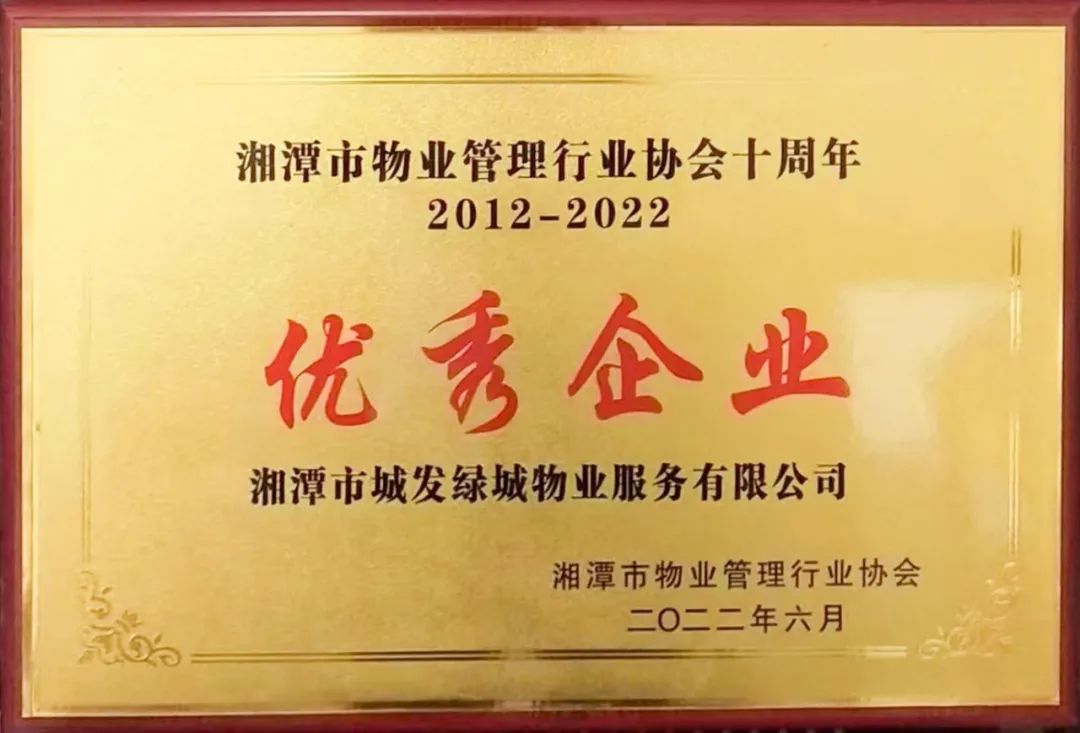 湘潭市物业管理行业协会十周年
2012-2022
优秀企业
湘潭市城发绿城物业服务有限公司
湘潭市物业管理行业协会
二〇二二年六月